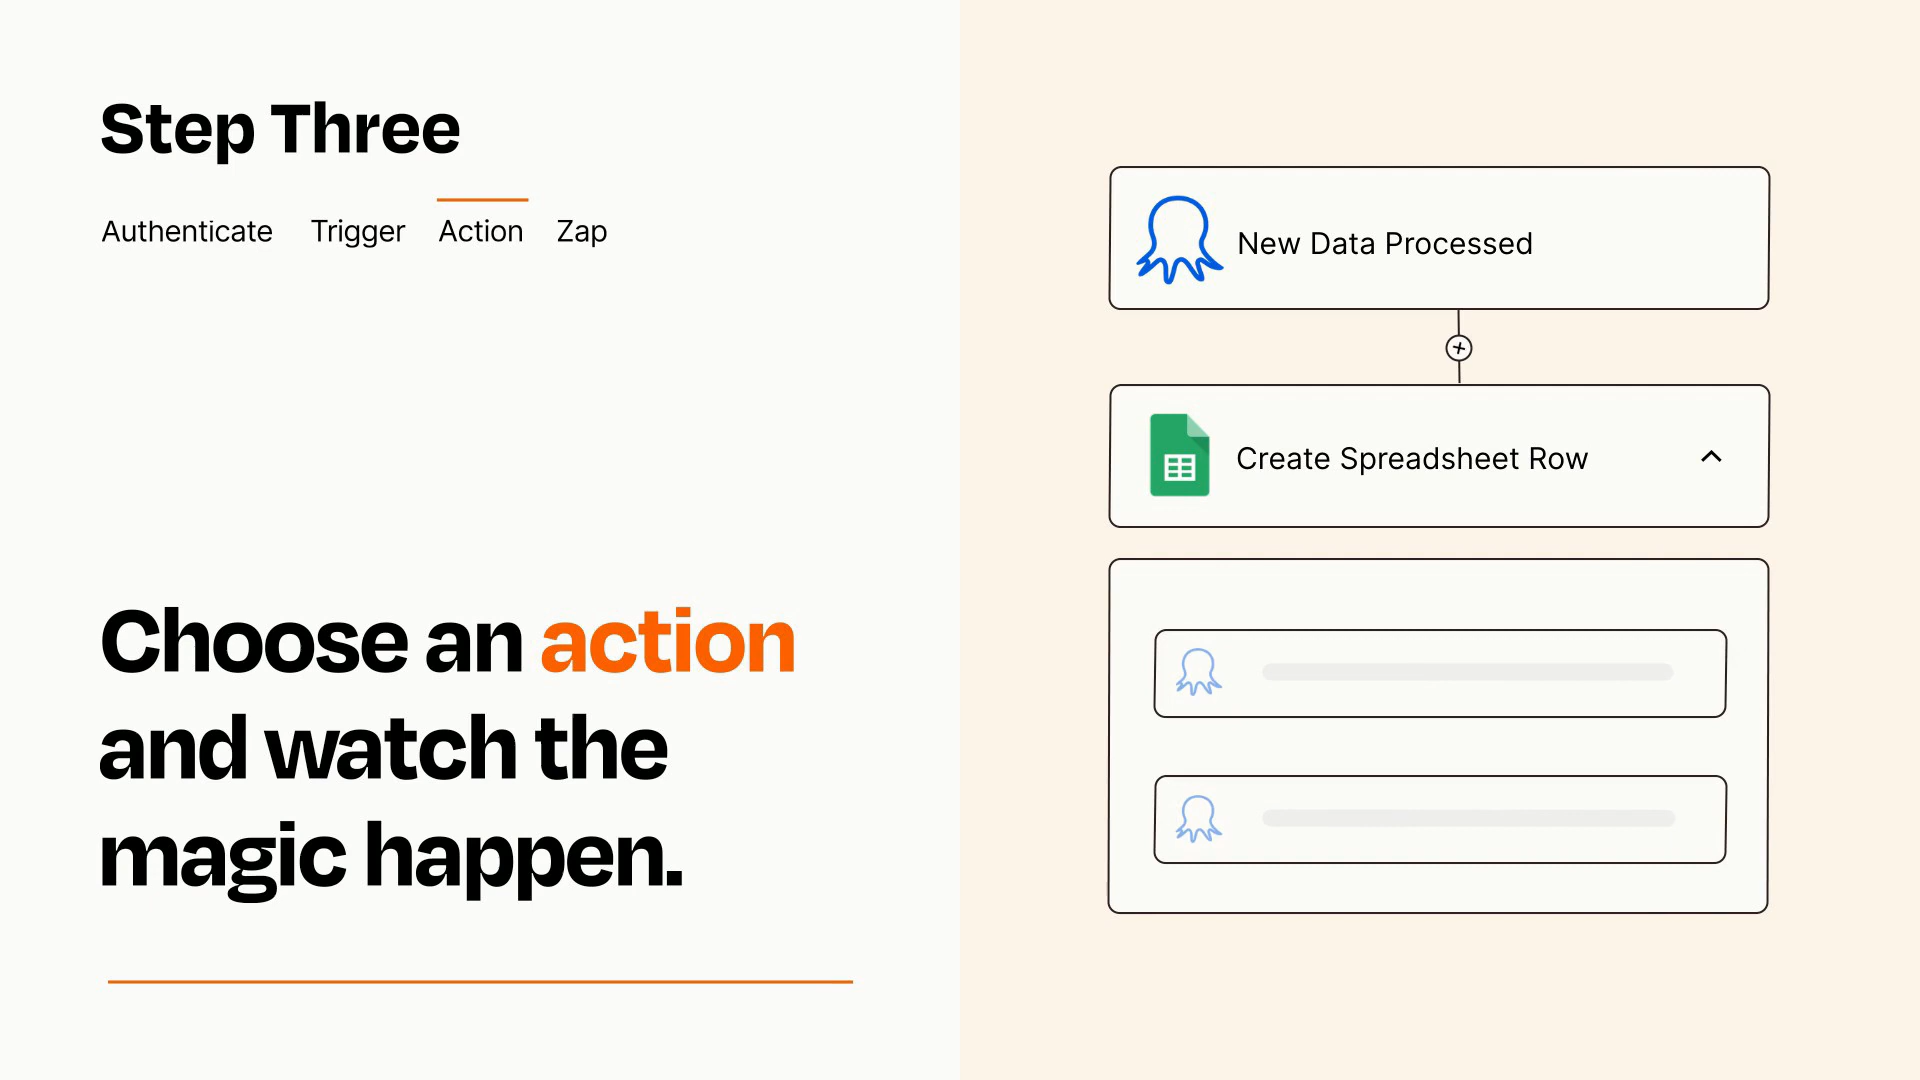 Step Three
Authenticate Trigger Action Zap
Choose an action
and watch the
magic happen.
New Data Processed
Create Spreadsheet Row